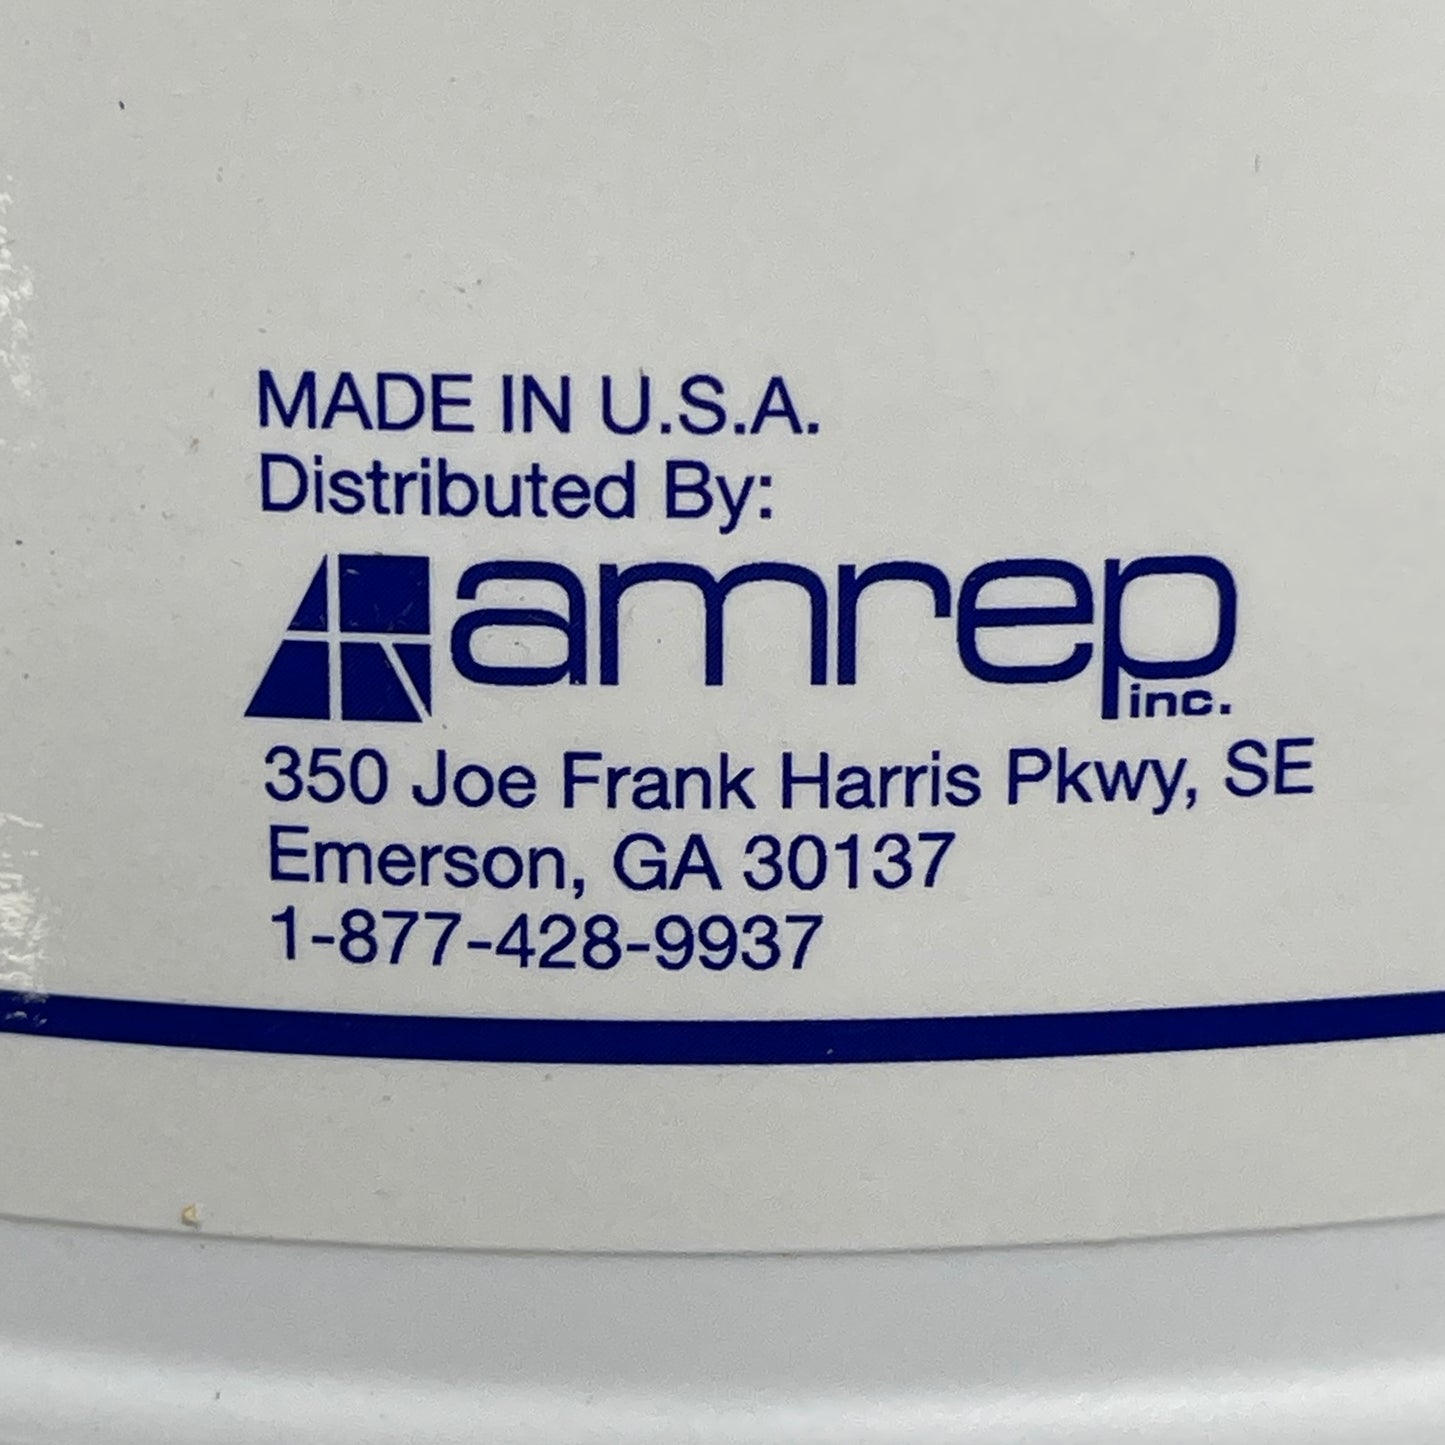 MADE IN U.S.A.
Distributed By:
amrep
inc.
350 Joe Frank Harris Pkwy, SE
Emerson, GA 30137
1-877-428-9937